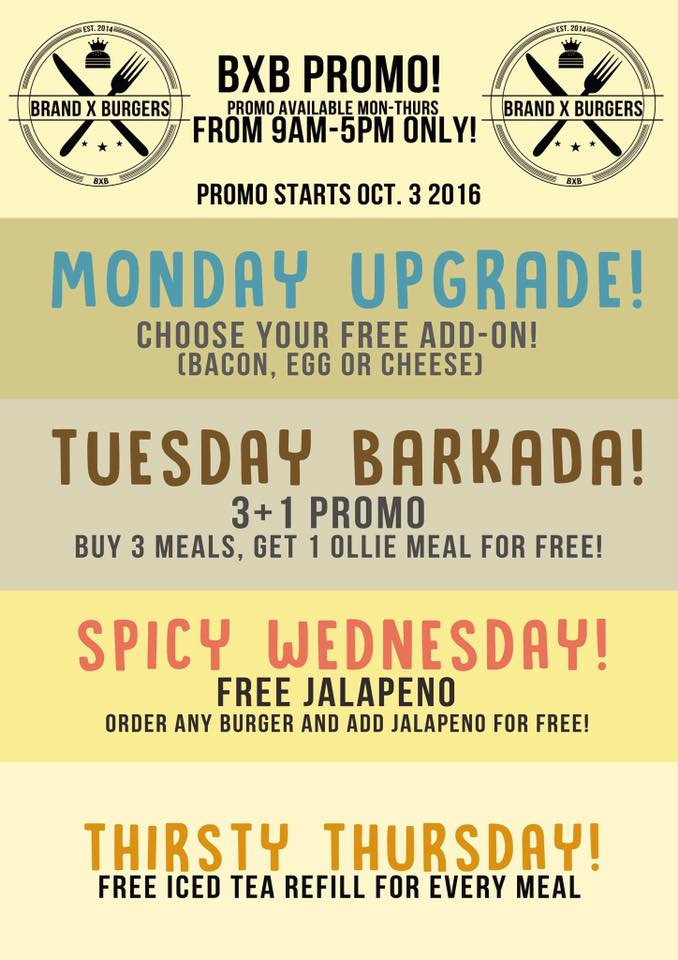 EST. 2014
BRAND X BURGERS
BXB
BXB PROMO!
PROMO AVAILABLE MON-THURS
FROM 9AM-5PM ONLY!
PROMO STARTS OCT. 3 2016
EST. 2014
BRAND X BURGERS
BXB
MONDAY UPGRADE!
CHOOSE YOUR FREE ADD-ON!
(BACON, EGG OR CHEESE)
TUESDAY BARKADA!
3+1 PROMO
BUY 3 MEALS, GET 1 OLLIE MEAL FOR FREE!
SPICY WEDNESDAY!
FREE JALAPENO
ORDER ANY BURGER AND ADD JALAPENO FOR FREE!
THIRSTY THURSDAY!
FREE ICED TEA REFILL FOR EVERY MEAL